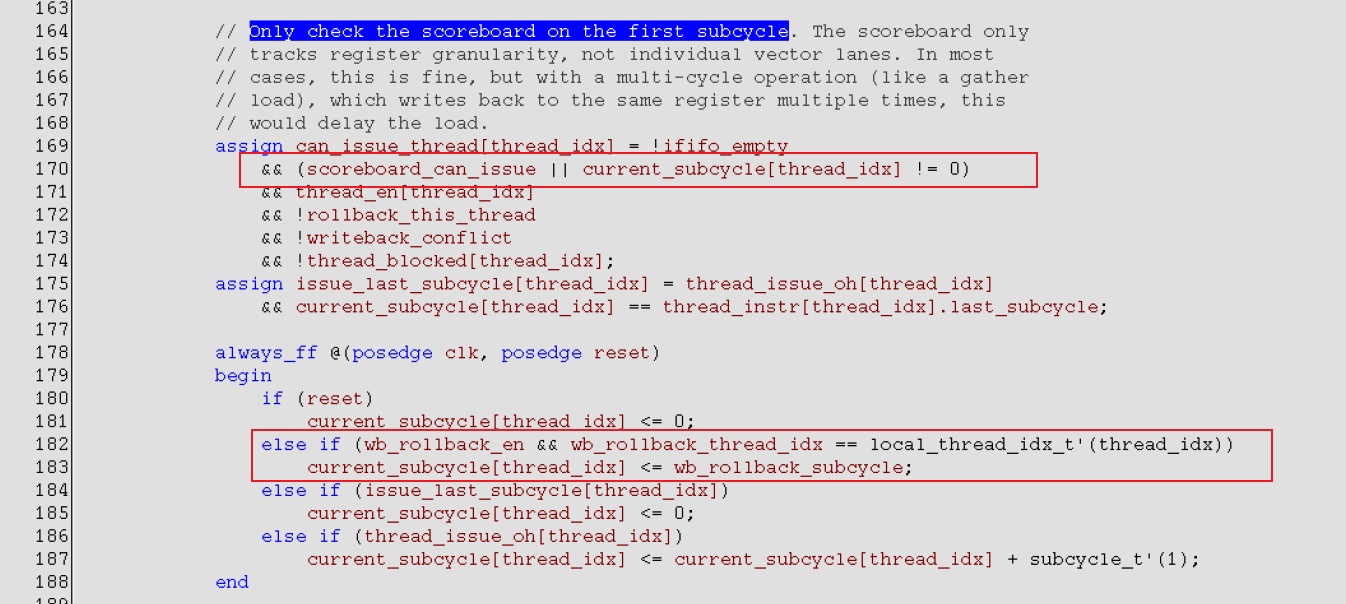 163
164 // Only check the scoreboard on the first subcycle. The scoreboard only
165 // tracks register granularity, not individual vector lanes. In most
166 // cases, this is fine, but with a multi-cycle operation (like a gather
167 // load), which writes back to the same register multiple times, this
168 // would delay the load.
169 assign can_issue_thread[thread_idx] = !ififo_empty
170 && (scoreboard_can_issue || current_subcycle[thread_idx] != 0)
171 && thread_en[thread_idx]
172 && !rollback_this_thread
173 && !writeback_conflict
174 && !thread_blocked[thread_idx];
175 assign issue_last_subcycle[thread_idx] = thread_issue_oh[thread_idx]
176 && current_subcycle[thread_idx] == thread_instr[thread_idx].last_subcycle;
177
178 always_ff @(posedge clk, posedge reset)
179 begin
180 if (reset)
181 current_subcycle[thread_idx] <= 0;
182 else if (wb_rollback_en && wb_rollback_thread_idx == local_thread_idx_t'(thread_idx))
183 current_subcycle[thread_idx] <= wb_rollback_subcycle;
184 else if (issue_last_subcycle[thread_idx])
185 current_subcycle[thread_idx] <= 0;
186 else if (thread_issue_oh[thread_idx])
187 current_subcycle[thread_idx] <= current_subcycle[thread_idx] + subcycle_t'(1);
188 end
189